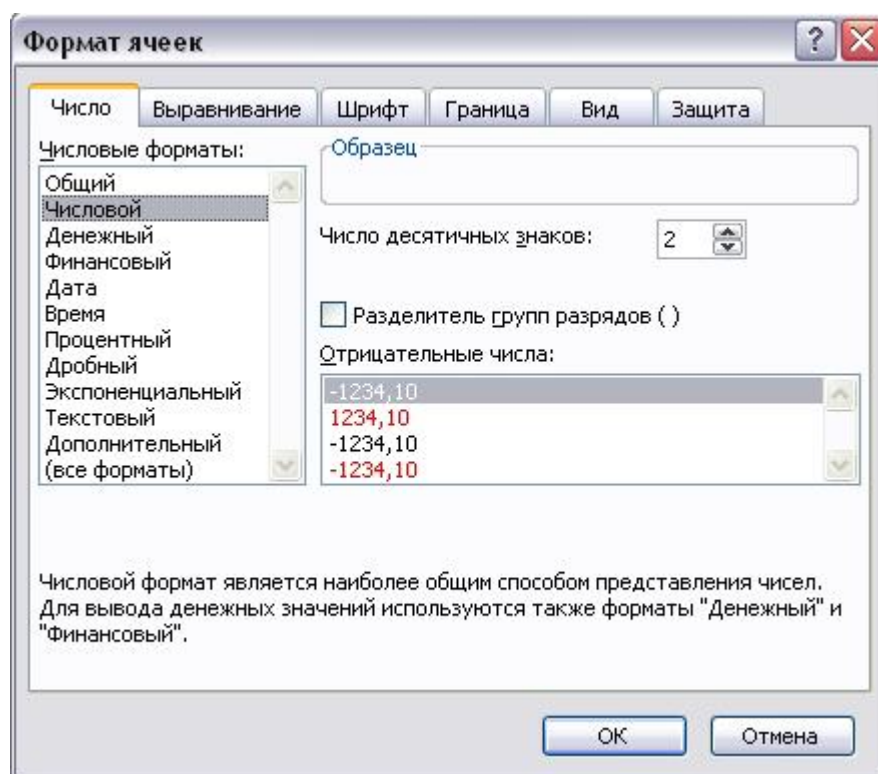 Формат ячеек
?
Число Выравнивание Шрифт Граница Вид Защита
Числовые форматы:
Общий
Числовой
Денежный
Финансовый
Дата
Время
Процентный
Дробный
Экспоненциальный
Текстовый
Дополнительный
(все форматы)
Образец
Число десятичных знаков: 2
Разделитель групп разрядов ( )
Отрицательные числа:
-1234,10
1234,10
-1234,10
-1234,10
Числовой формат является наиболее общим способом представления чисел.
Для вывода денежных значений используются также форматы "Денежный" и
"Финансовый".
ОК Отмена